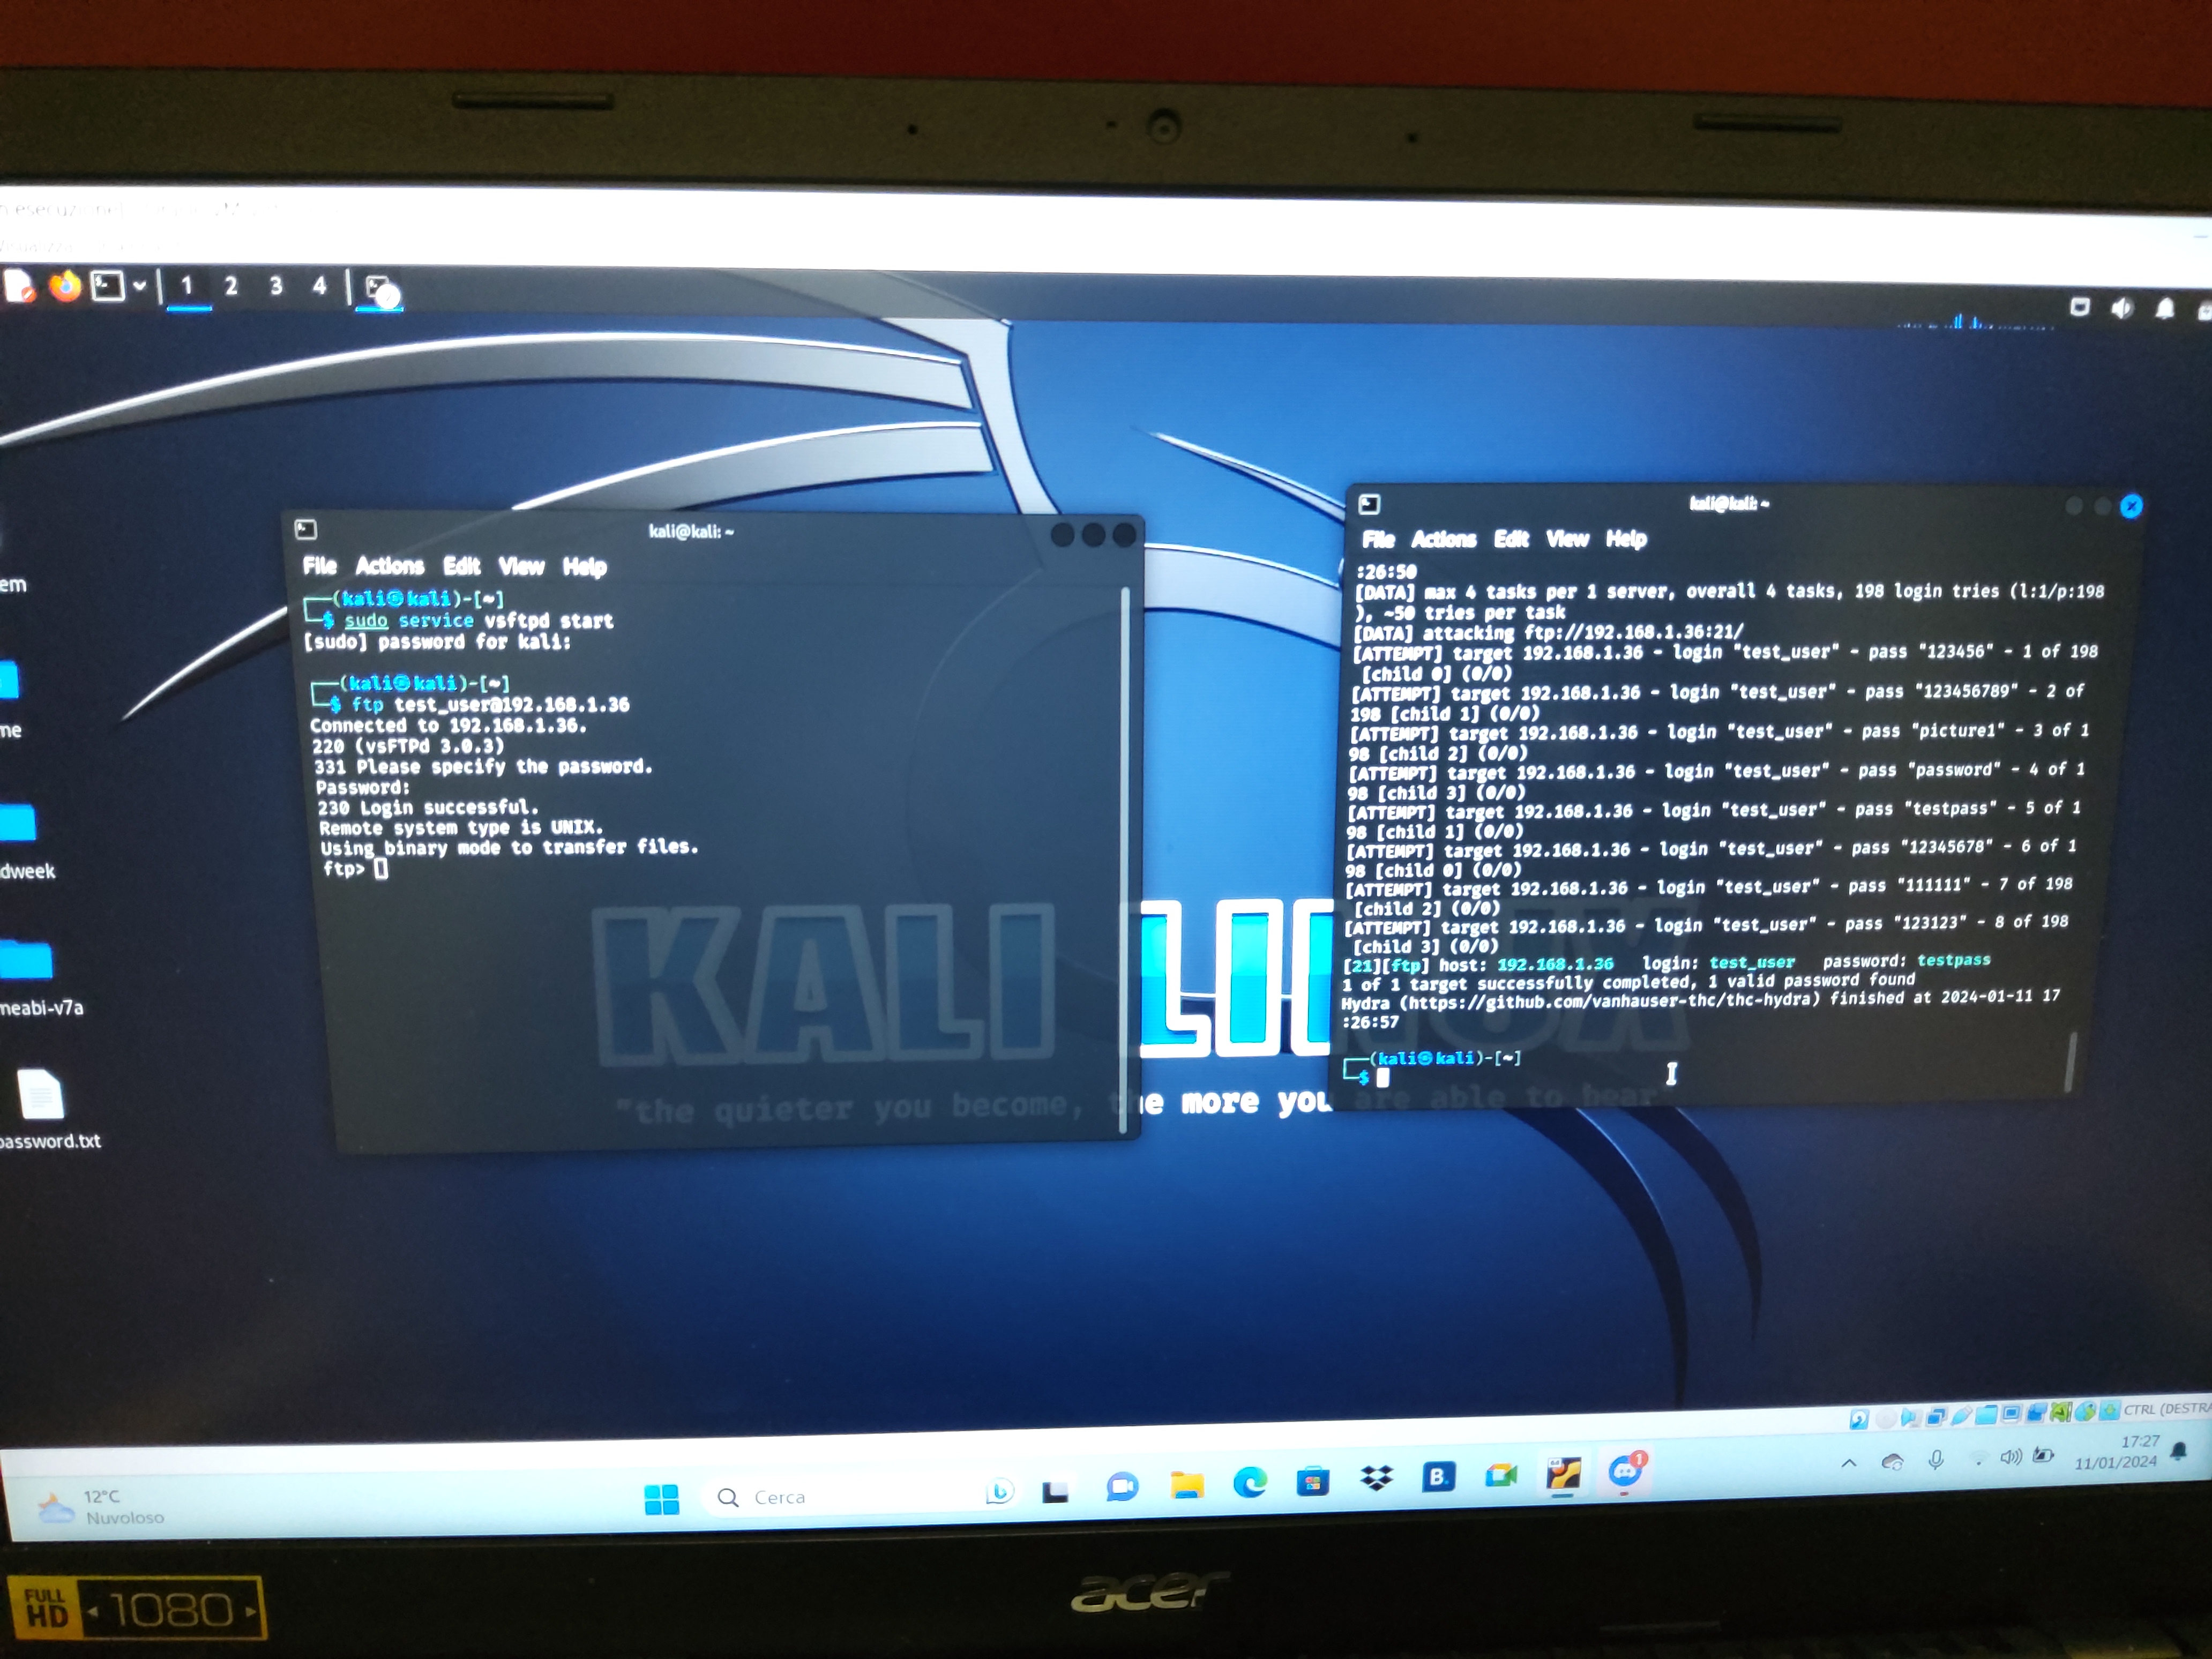 1 2 3 4
kali@kali: ~
File Actions Edit View Help
┌──(kali㉿kali)-[~]
└─$ sudo service vsftpd start
[sudo] password for kali:
┌──(kali㉿kali)-[~]
└─$ ftp test_user@192.168.1.36
Connected to 192.168.1.36.
220 (vsFTPd 3.0.3)
331 Please specify the password.
Password:
230 Login successful.
Remote system type is UNIX.
Using binary mode to transfer files.
ftp>
kali@kali: ~
File Actions Edit View Help
:26:50
[DATA] max 4 tasks per 1 server, overall 4 tasks, 198 login tries (l:1/p:198
), ~50 tries per task
[DATA] attacking ftp://192.168.1.36:21/
[ATTEMPT] target 192.168.1.36 - login "test_user" - pass "123456" - 1 of 198
[child 0] (0/0)
[ATTEMPT] target 192.168.1.36 - login "test_user" - pass "123456789" - 2 of
198 [child 1] (0/0)
[ATTEMPT] target 192.168.1.36 - login "test_user" - pass "picture1" - 3 of 1
98 [child 2] (0/0)
[ATTEMPT] target 192.168.1.36 - login "test_user" - pass "password" - 4 of 1
98 [child 3] (0/0)
[ATTEMPT] target 192.168.1.36 - login "test_user" - pass "testpass" - 5 of 1
98 [child 1] (0/0)
[ATTEMPT] target 192.168.1.36 - login "test_user" - pass "12345678" - 6 of 1
98 [child 0] (0/0)
[ATTEMPT] target 192.168.1.36 - login "test_user" - pass "111111" - 7 of 198
[child 2] (0/0)
[ATTEMPT] target 192.168.1.36 - login "test_user" - pass "123123" - 8 of 198
[child 3] (0/0)
[21][ftp] host: 192.168.1.36 login: test_user password: testpass
1 of 1 target successfully completed, 1 valid password found
Hydra (https://github.com/vanhauser-thc/thc-hydra) finished at 2024-01-11 17
:26:57
┌──(kali㉿kali)-[~]
└─$
em
me
dweek
meabi-v7a
password.txt
KALI LINUX
"the quieter you become, the more you are able to hear"
CTRL (DESTRA
12°C
Nuvoloso
Cerca
17:27
11/01/2024
FULL HD 1080
acer